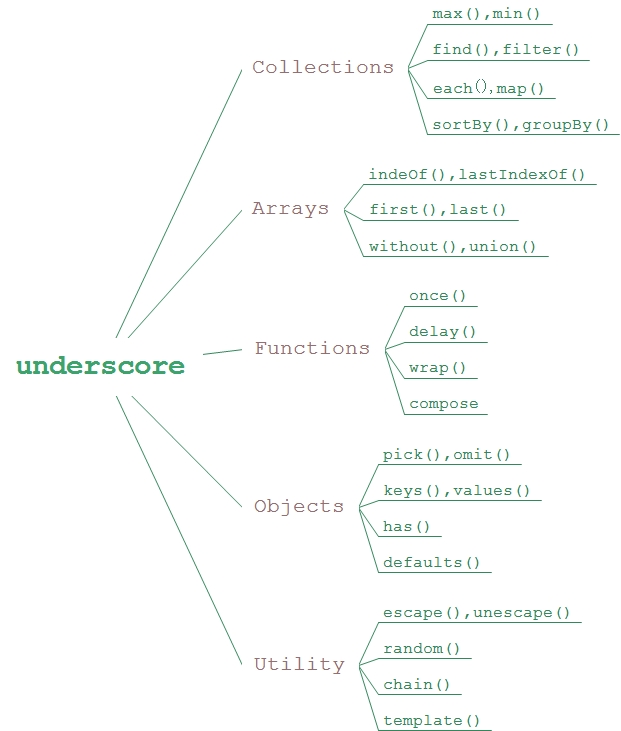 underscore
Collections
max(),min()
find(),filter()
each(),map()
sortBy(),groupBy()
Arrays
indeOf(),lastIndexOf()
first(),last()
without(),union()
Functions
once()
delay()
wrap()
compose
Objects
pick(),omit()
keys(),values()
has()
defaults()
Utility
escape(),unescape()
random()
chain()
template()